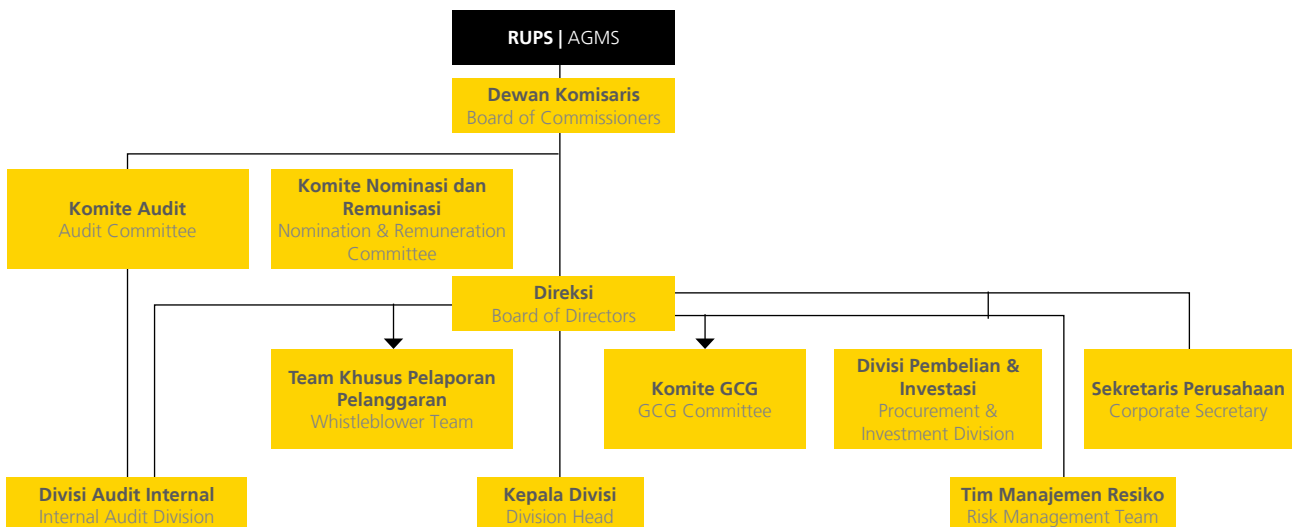 RUPS | AGMS
Dewan Komisaris
Board of Commissioners
Komite Audit
Audit Committee
Komite Nominasi dan
Remunisasi
Nomination & Remuneration
Committee
Direksi
Board of Directors
Team Khusus Pelaporan
Pelanggaran
Whistleblower Team
Komite GCG
GCG Committee
Divisi Pembelian &
Investasi
Procurement &
Investment Division
Sekretaris Perusahaan
Corporate Secretary
Divisi Audit Internal
Internal Audit Division
Kepala Divisi
Division Head
Tim Manajemen Resiko
Risk Management Team